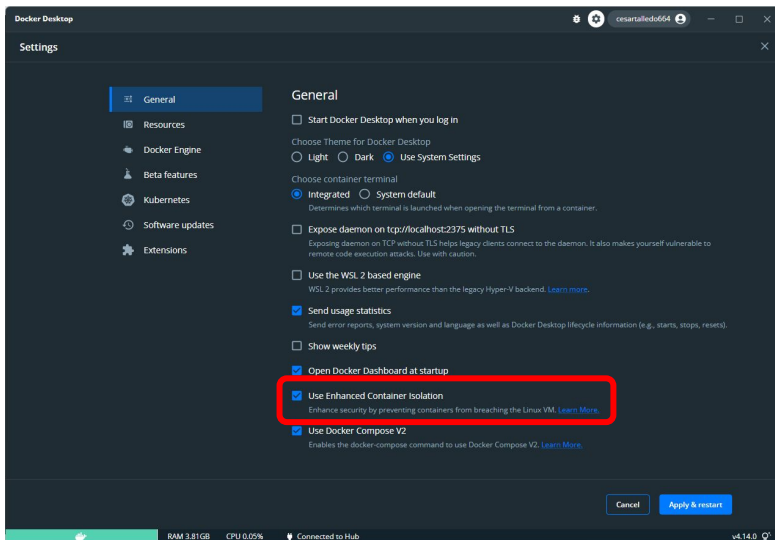 Docker Desktop
cesartalledo664
Settings
General
Resources
Docker Engine
Beta features
Kubernetes
Software updates
Extensions
General
Start Docker Desktop when you log in
Choose Theme for Docker Desktop
Light Dark Use System Settings
Choose container terminal
Integrated System default
Determines which terminal is launched when opening the terminal from a container.
Expose daemon on tcp://localhost:2375 without TLS
Exposing daemon on TCP without TLS helps legacy clients connect to the daemon. It also makes yourself vulnerable to
remote code execution attacks. Use with caution.
Use the WSL 2 based engine
WSL 2 provides better performance than the legacy Hyper-V backend. Learn more.
Send usage statistics
Send error reports, system version and language as well as Docker Desktop lifecycle information (e.g., starts, stops, resets).
Show weekly tips
Open Docker Dashboard at startup
Use Enhanced Container Isolation
Enhance security by preventing containers from breaching the Linux VM. Learn More.
Use Docker Compose V2
Enables the docker-compose command to use Docker Compose V2. Learn More.
Cancel Apply & restart
RAM 3.81GB CPU 0.05% Connected to Hub v4.14.0